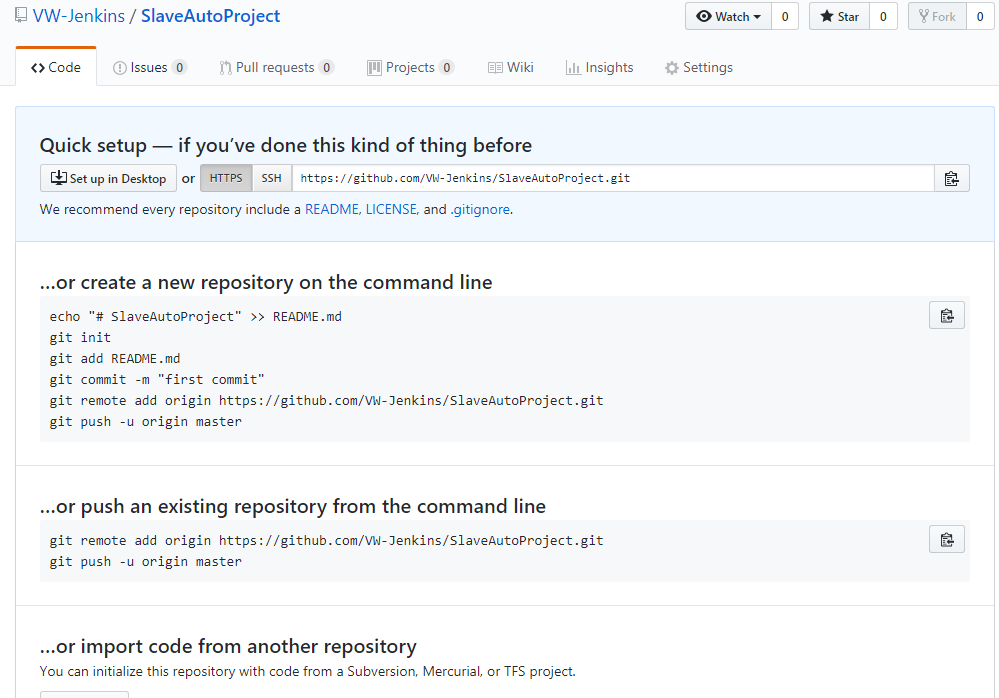 VW-Jenkins / SlaveAutoProject
Watch 0 Star 0 Fork 0
Code Issues 0 Pull requests 0 Projects 0 Wiki Insights Settings
Quick setup — if you’ve done this kind of thing before
Set up in Desktop or HTTPS SSH https://github.com/VW-Jenkins/SlaveAutoProject.git
We recommend every repository include a README, LICENSE, and .gitignore.
…or create a new repository on the command line
echo "# SlaveAutoProject" >> README.md
git init
git add README.md
git commit -m "first commit"
git remote add origin https://github.com/VW-Jenkins/SlaveAutoProject.git
git push -u origin master
…or push an existing repository from the command line
git remote add origin https://github.com/VW-Jenkins/SlaveAutoProject.git
git push -u origin master
…or import code from another repository
You can initialize this repository with code from a Subversion, Mercurial, or TFS project.